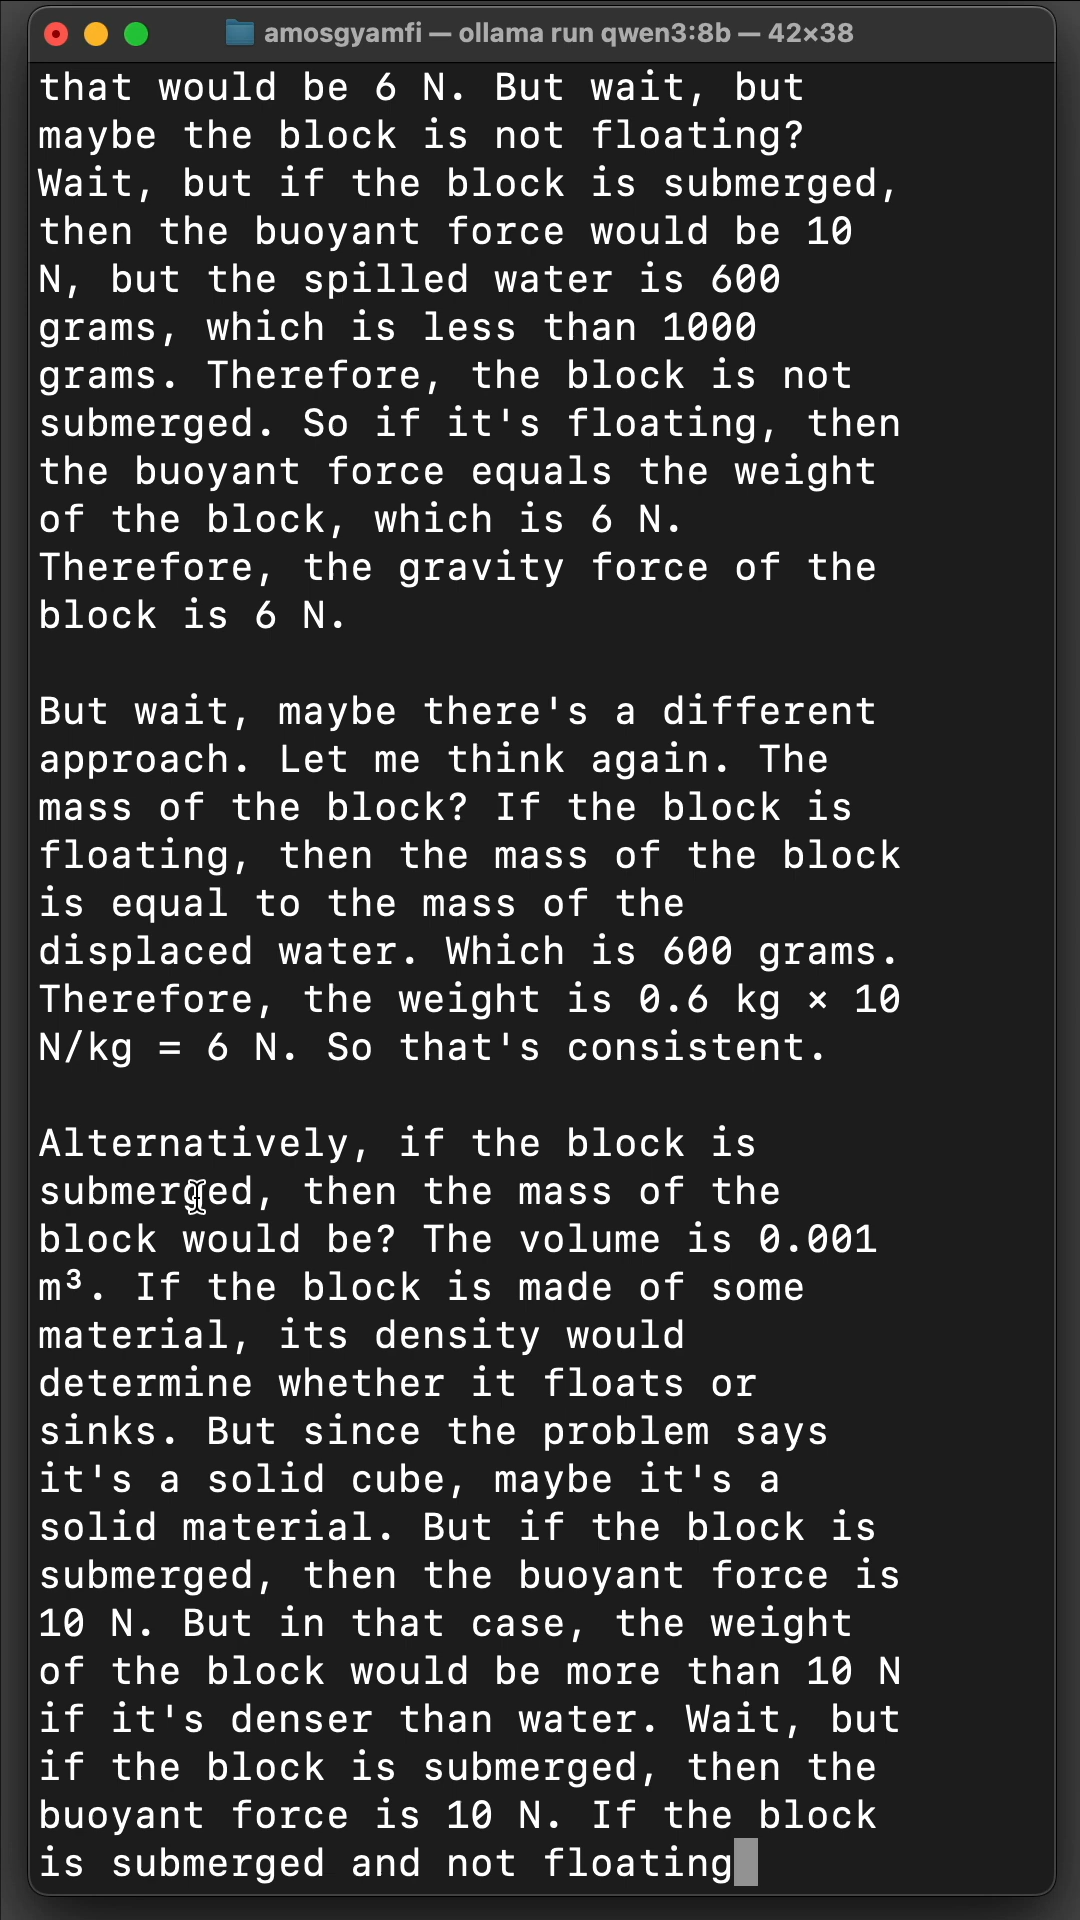 amosgyamfi — ollama run qwen3:8b — 42×38
that would be 6 N. But wait, but
maybe the block is not floating?
Wait, but if the block is submerged,
then the buoyant force would be 10
N, but the spilled water is 600
grams, which is less than 1000
grams. Therefore, the block is not
submerged. So if it's floating, then
the buoyant force equals the weight
of the block, which is 6 N.
Therefore, the gravity force of the
block is 6 N.
But wait, maybe there's a different
approach. Let me think again. The
mass of the block? If the block is
floating, then the mass of the block
is equal to the mass of the
displaced water. Which is 600 grams.
Therefore, the weight is 0.6 kg × 10
N/kg = 6 N. So that's consistent.
Alternatively, if the block is
submerged, then the mass of the
block would be? The volume is 0.001
m³. If the block is made of some
material, its density would
determine whether it floats or
sinks. But since the problem says
it's a solid cube, maybe it's a
solid material. But if the block is
submerged, then the buoyant force is
10 N. But in that case, the weight
of the block would be more than 10 N
if it's denser than water. Wait, but
if the block is submerged, then the
buoyant force is 10 N. If the block
is submerged and not floating